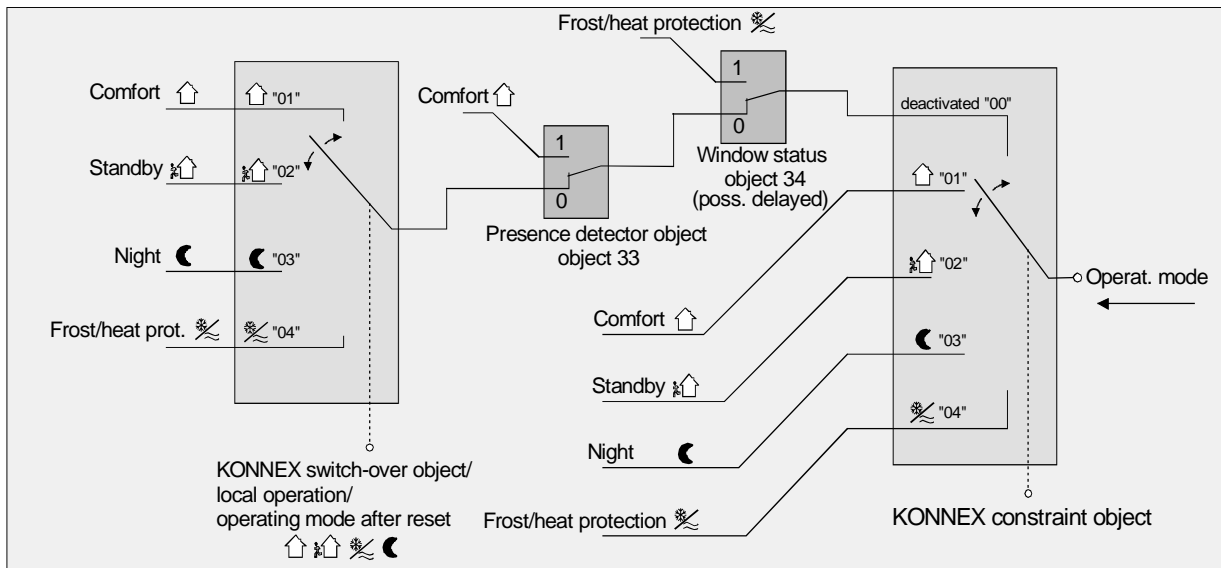 Frost/heat protection
Comfort
"01"
Standby
"02"
Night
"03"
Frost/heat prot.
"04"
KONNEX switch-over object/
local operation/
operating mode after reset
Comfort
1
0
Presence detector object
object 33
1
0
Window status
object 34
(poss. delayed)
deactivated "00"
"01"
"02"
"03"
"04"
Comfort
Standby
Night
Frost/heat protection
Operat. mode
KONNEX constraint object